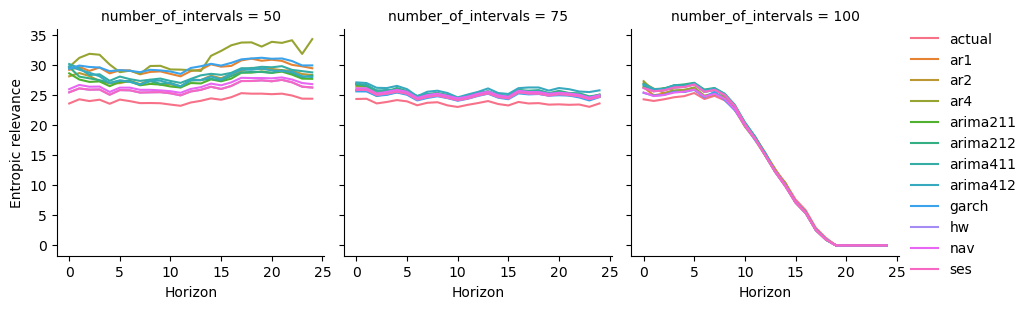 number_of_intervals = 50
number_of_intervals = 75
number_of_intervals = 100
Entropic relevance
35
30
25
20
15
10
5
0
0 5 10 15 20 25
0 5 10 15 20 25
0 5 10 15 20 25
Horizon
Horizon
Horizon
actual
ar1
ar2
ar4
arima211
arima212
arima411
arima412
garch
hw
nav
ses